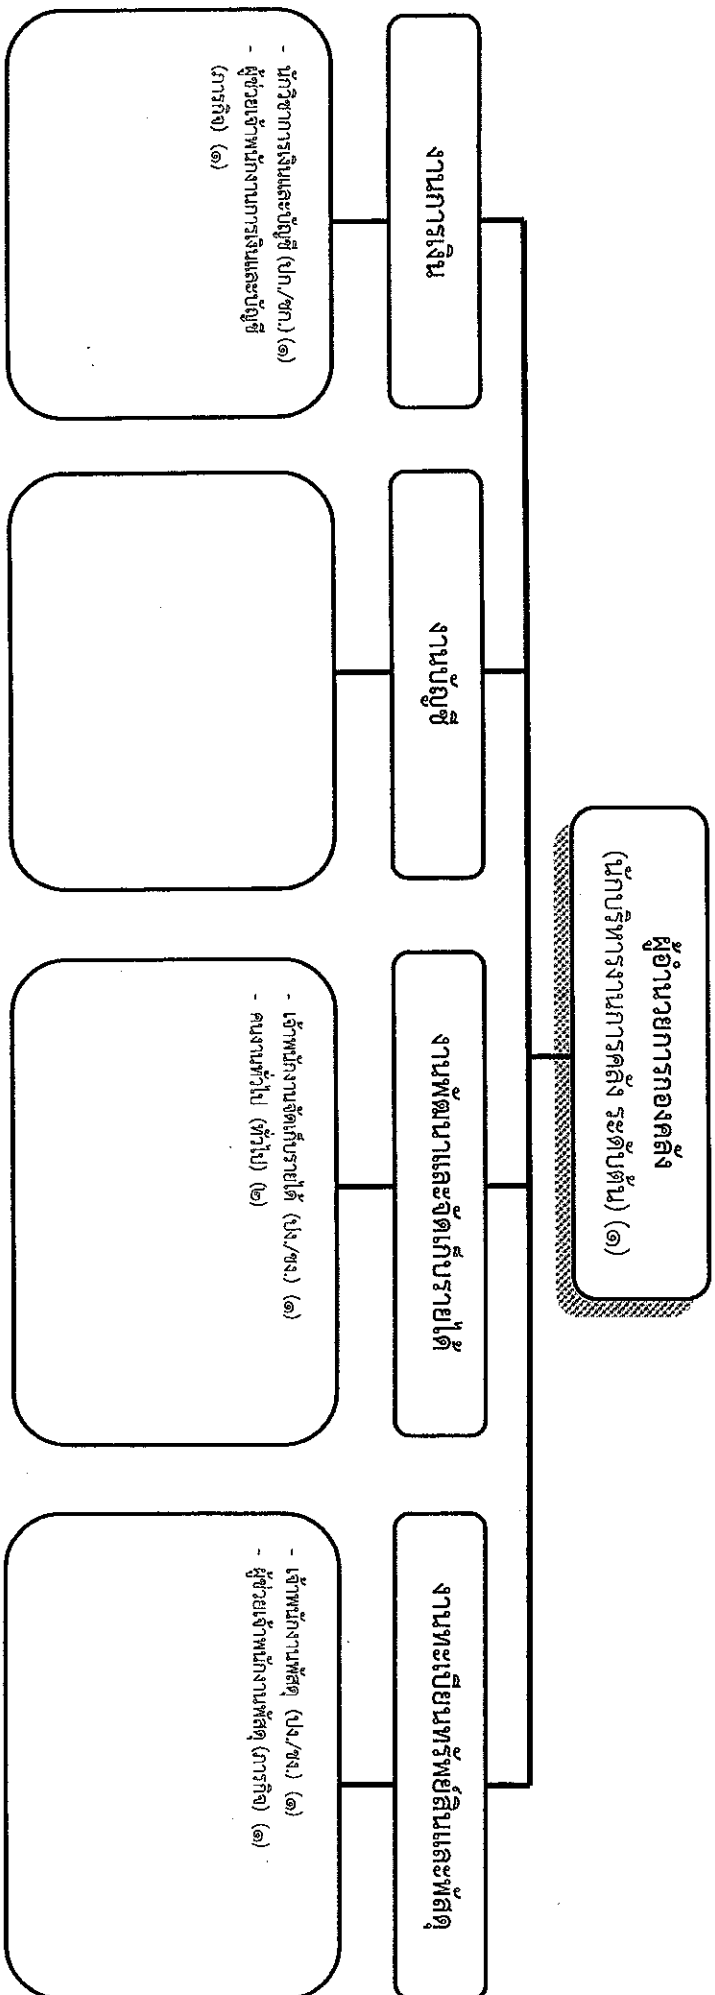 ผู้อำนวยการกองคลัง
(นักบริหารงานการคลัง ระดับต้น) (๑)
งานการเงิน
งานบัญชี
งานพัฒนาและจัดเก็บรายได้
งานทะเบียนทรัพย์สินและพัสดุ
- นักวิชาการเงินและบัญชี (ปก./ชก.) (๑)
- ผู้ช่วยเจ้าพนักงานการเงินและบัญชี
(ภารกิจ) (๑)
- เจ้าพนักงานจัดเก็บรายได้ (ปง./ชง.) (๑)
- คนงานทั่วไป (ทั่วไป) (๒)
- เจ้าพนักงานพัสดุ (ปง./ชง.) (๑)
- ผู้ช่วยเจ้าพนักงานพัสดุ (ภารกิจ) (๑)